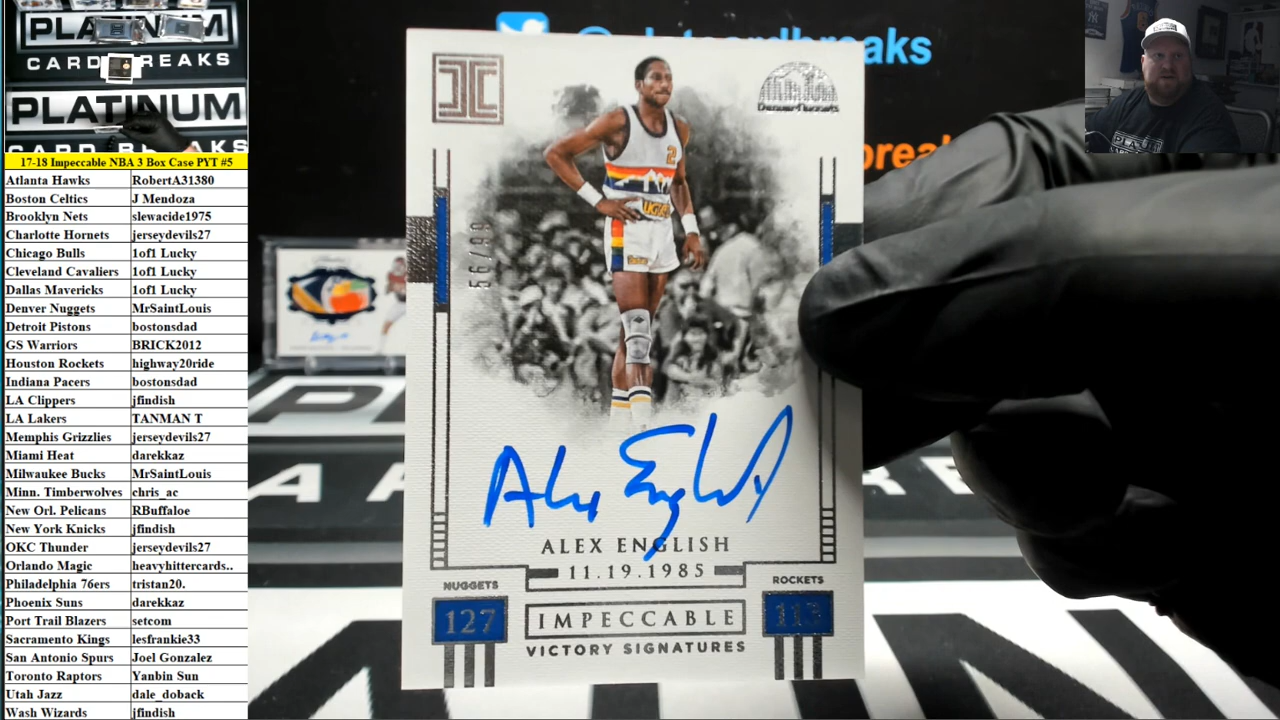 PLATINUM
CARD BREAKS
PLATINUM
17-18 Impeccable NBA 3 Box Case PYT #5
Atlanta Hawks RobertA31380
Boston Celtics J Mendoza
Brooklyn Nets slewacide1975
Charlotte Hornets jerseydevils27
Chicago Bulls 1of1 Lucky
Cleveland Cavaliers 1of1 Lucky
Dallas Mavericks 1of1 Lucky
Denver Nuggets MrSaintLouis
Detroit Pistons bostonsdad
GS Warriors BRICK2012
Houston Rockets highway20ride
Indiana Pacers bostonsdad
LA Clippers jfindish
LA Lakers TANMAN T
Memphis Grizzlies jerseydevils27
Miami Heat darekkaz
Milwaukee Bucks MrSaintLouis
Minn. Timberwolves chris_ac
New Orl. Pelicans RBuffaloe
New York Knicks jfindish
OKC Thunder jerseydevils27
Orlando Magic heavyhittercards..
Philadelphia 76ers tristan20.
Phoenix Suns darekkaz
Port Trail Blazers setcom
Sacramento Kings lesfrankie33
San Antonio Spurs Joel Gonzalez
Toronto Raptors Yanbin Sun
Utah Jazz dale_doback
Wash Wizards jfindish
Denver Nuggets
2
56/99
Alex English
ALEX ENGLISH
11.19.1985
NUGGETS
127
ROCKETS
113
IMPECCABLE
VICTORY SIGNATURES